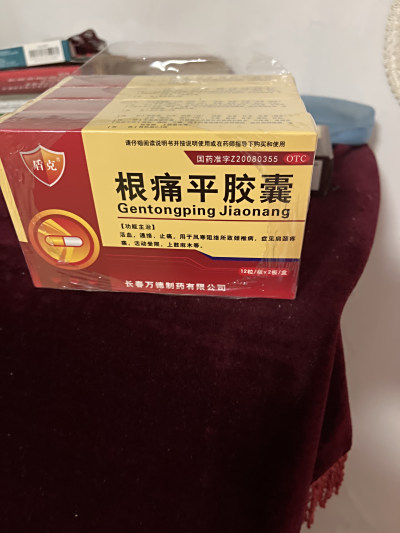 请仔细阅读说明书并按说明使用或在药师指导下购买和使用
国药准字Z20080355 OTC
盾克®
根痛平胶囊
Gentongping Jiaonang
【功能主治】
活血，通络，止痛。用于风寒阻络所致颈椎病，症见肩颈疼
痛，活动受限，上肢麻木等。
12粒/板×2板/盒
长春万德制药有限公司